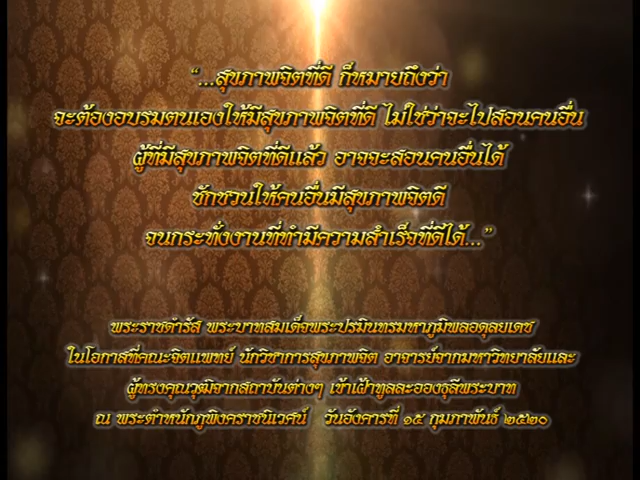 “...สุขภาพจิตที่ดี ก็หมายถึงว่า
จะต้องอบรมตนเองให้มีสุขภาพจิตที่ดี ไม่ใช่ว่าจะไปสอนคนอื่น
ผู้ที่มีสุขภาพจิตที่ดีแล้ว อาจจะสอนคนอื่นได้
ชักชวนให้คนอื่นมีสุขภาพจิตดี
จนกระทั่งงานที่ทำมีความสำเร็จที่ดีได้...”
พระราชดำรัส พระบาทสมเด็จพระปรมินทรมหาภูมิพลอดุลยเดช
ในโอกาสที่คณะจิตแพทย์ นักวิชาการสุขภาพจิต อาจารย์จากมหาวิทยาลัยและ
ผู้ทรงคุณวุฒิจากสถาบันต่างๆ เข้าเฝ้าทูลละอองธุลีพระบาท
ณ พระตำหนักภูพิงคราชนิเวศน์ วันอังคารที่ ๑๕ กุมภาพันธ์ ๒๕๒๐